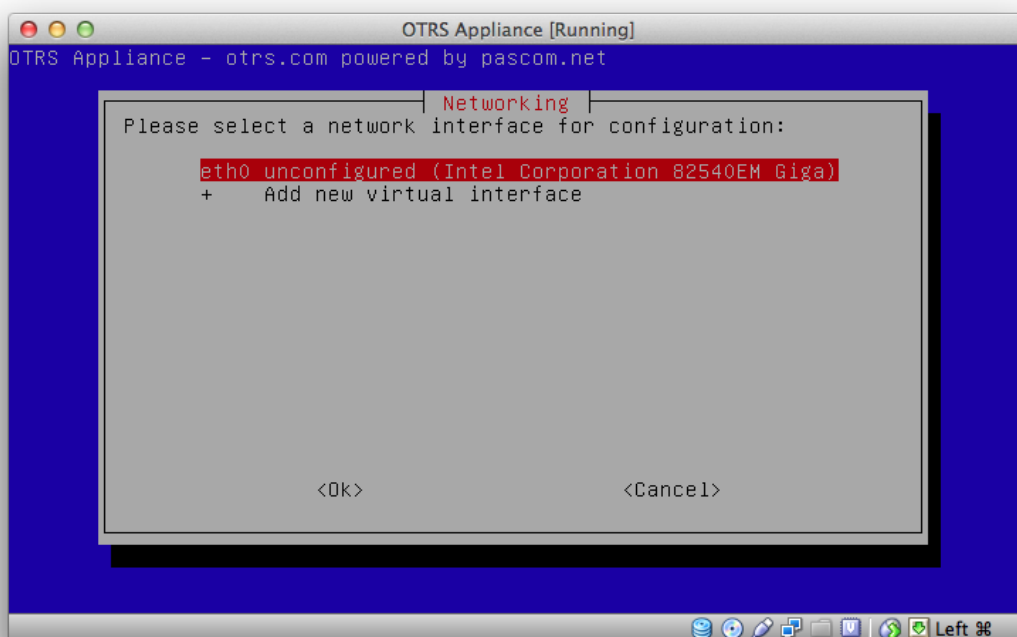 OTRS Appliance [Running]
OTRS Appliance – otrs.com powered by pascom.net
Networking
Please select a network interface for configuration:
eth0 unconfigured (Intel Corporation 82540EM Giga)
+ Add new virtual interface
<Ok> <Cancel>
Left ⌘